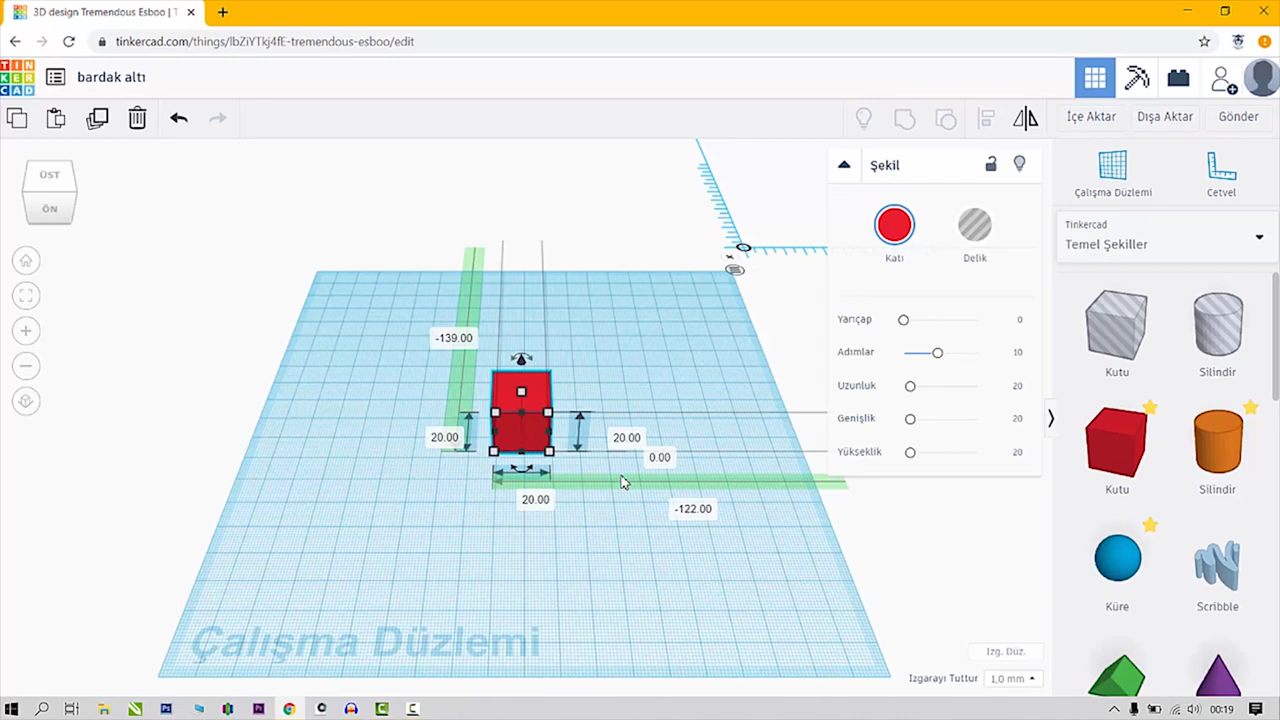 3D design Tremendous Esboo | T
tinkercad.com/things/lbZiYTkj4fE-tremendous-esboo/edit
TIN
KER
CAD
bardak altı
İçe Aktar
Dışa Aktar
Gönder
ÜST
ÖN
Şekil
Katı
Delik
Yarıçap 0
Adımlar 10
Uzunluk 20
Genişlik 20
Yükseklik 20
Çalışma Düzlemi
Cetvel
Tinkercad
Temel Şekiller
Kutu
Silindir
Kutu
Silindir
Küre
Scribble
-139.00
20.00
20.00
0.00
20.00
-122.00
Çalışma Düzlemi
Izg. Düz.
Izgarayı Tuttur 1,0 mm
00:19